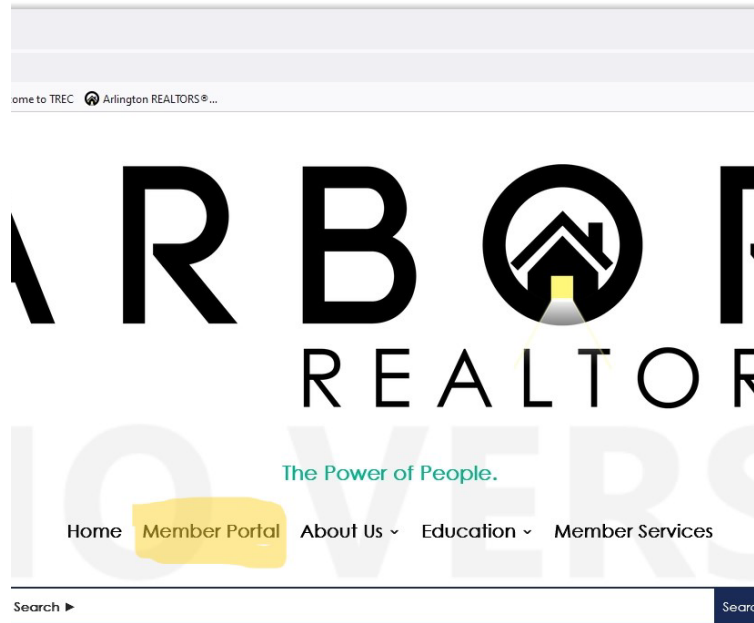 ome to TREC Arlington REALTORS®...
ARBOR
REALTOR
The Power of People.
Home Member Portal About Us Education Member Services
Search ▶ Searc